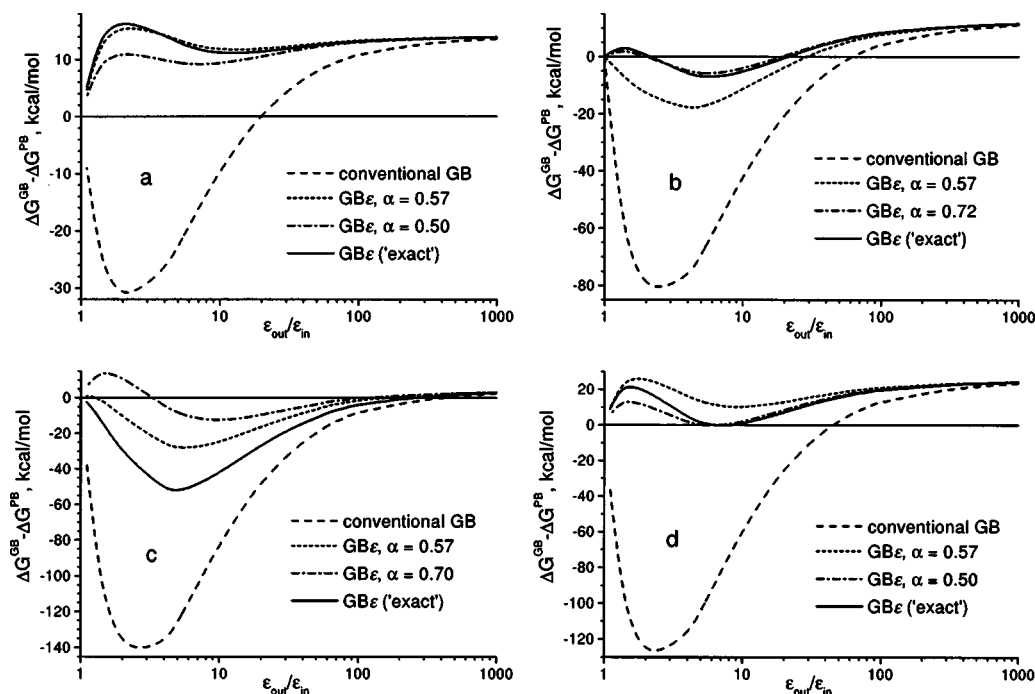 ΔG^GB-ΔG^PB, kcal/mol
10
0
-10
-20
-30
a
conventional GB
GBε, α = 0.57
GBε, α = 0.50
GBε ('exact')
1
10
100
1000
ε_out/ε_in
ΔG^GB-ΔG^PB, kcal/mol
20
0
-20
-40
-60
-80
b
conventional GB
GBε, α = 0.57
GBε, α = 0.72
GBε ('exact')
1
10
100
1000
ε_out/ε_in
ΔG^GB-ΔG^PB, kcal/mol
0
-20
-40
-60
-80
-100
-120
-140
c
conventional GB
GBε, α = 0.57
GBε, α = 0.70
GBε ('exact')
1
10
100
1000
ε_out/ε_in
ΔG^GB-ΔG^PB, kcal/mol
20
0
-20
-40
-60
-80
-100
-120
d
conventional GB
GBε, α = 0.57
GBε, α = 0.50
GBε ('exact')
1
10
100
1000
ε_out/ε_in